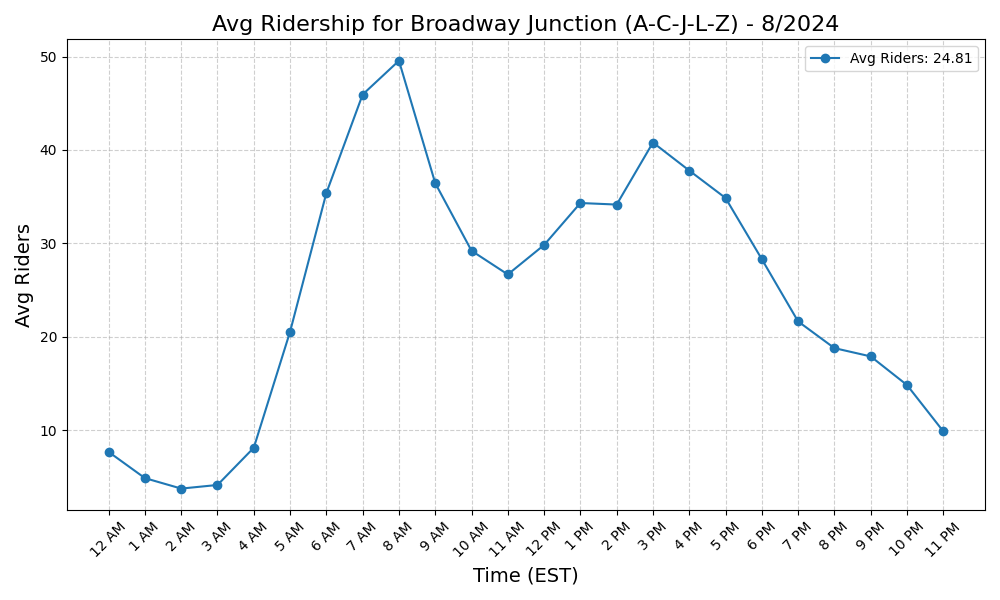 Avg Ridership for Broadway Junction (A-C-J-L-Z) - 8/2024
Avg Riders: 24.81
50
40
30
20
10
Avg Riders
12 AM
1 AM
2 AM
3 AM
4 AM
5 AM
6 AM
7 AM
8 AM
9 AM
10 AM
11 AM
12 PM
1 PM
2 PM
3 PM
4 PM
5 PM
6 PM
7 PM
8 PM
9 PM
10 PM
11 PM
Time (EST)